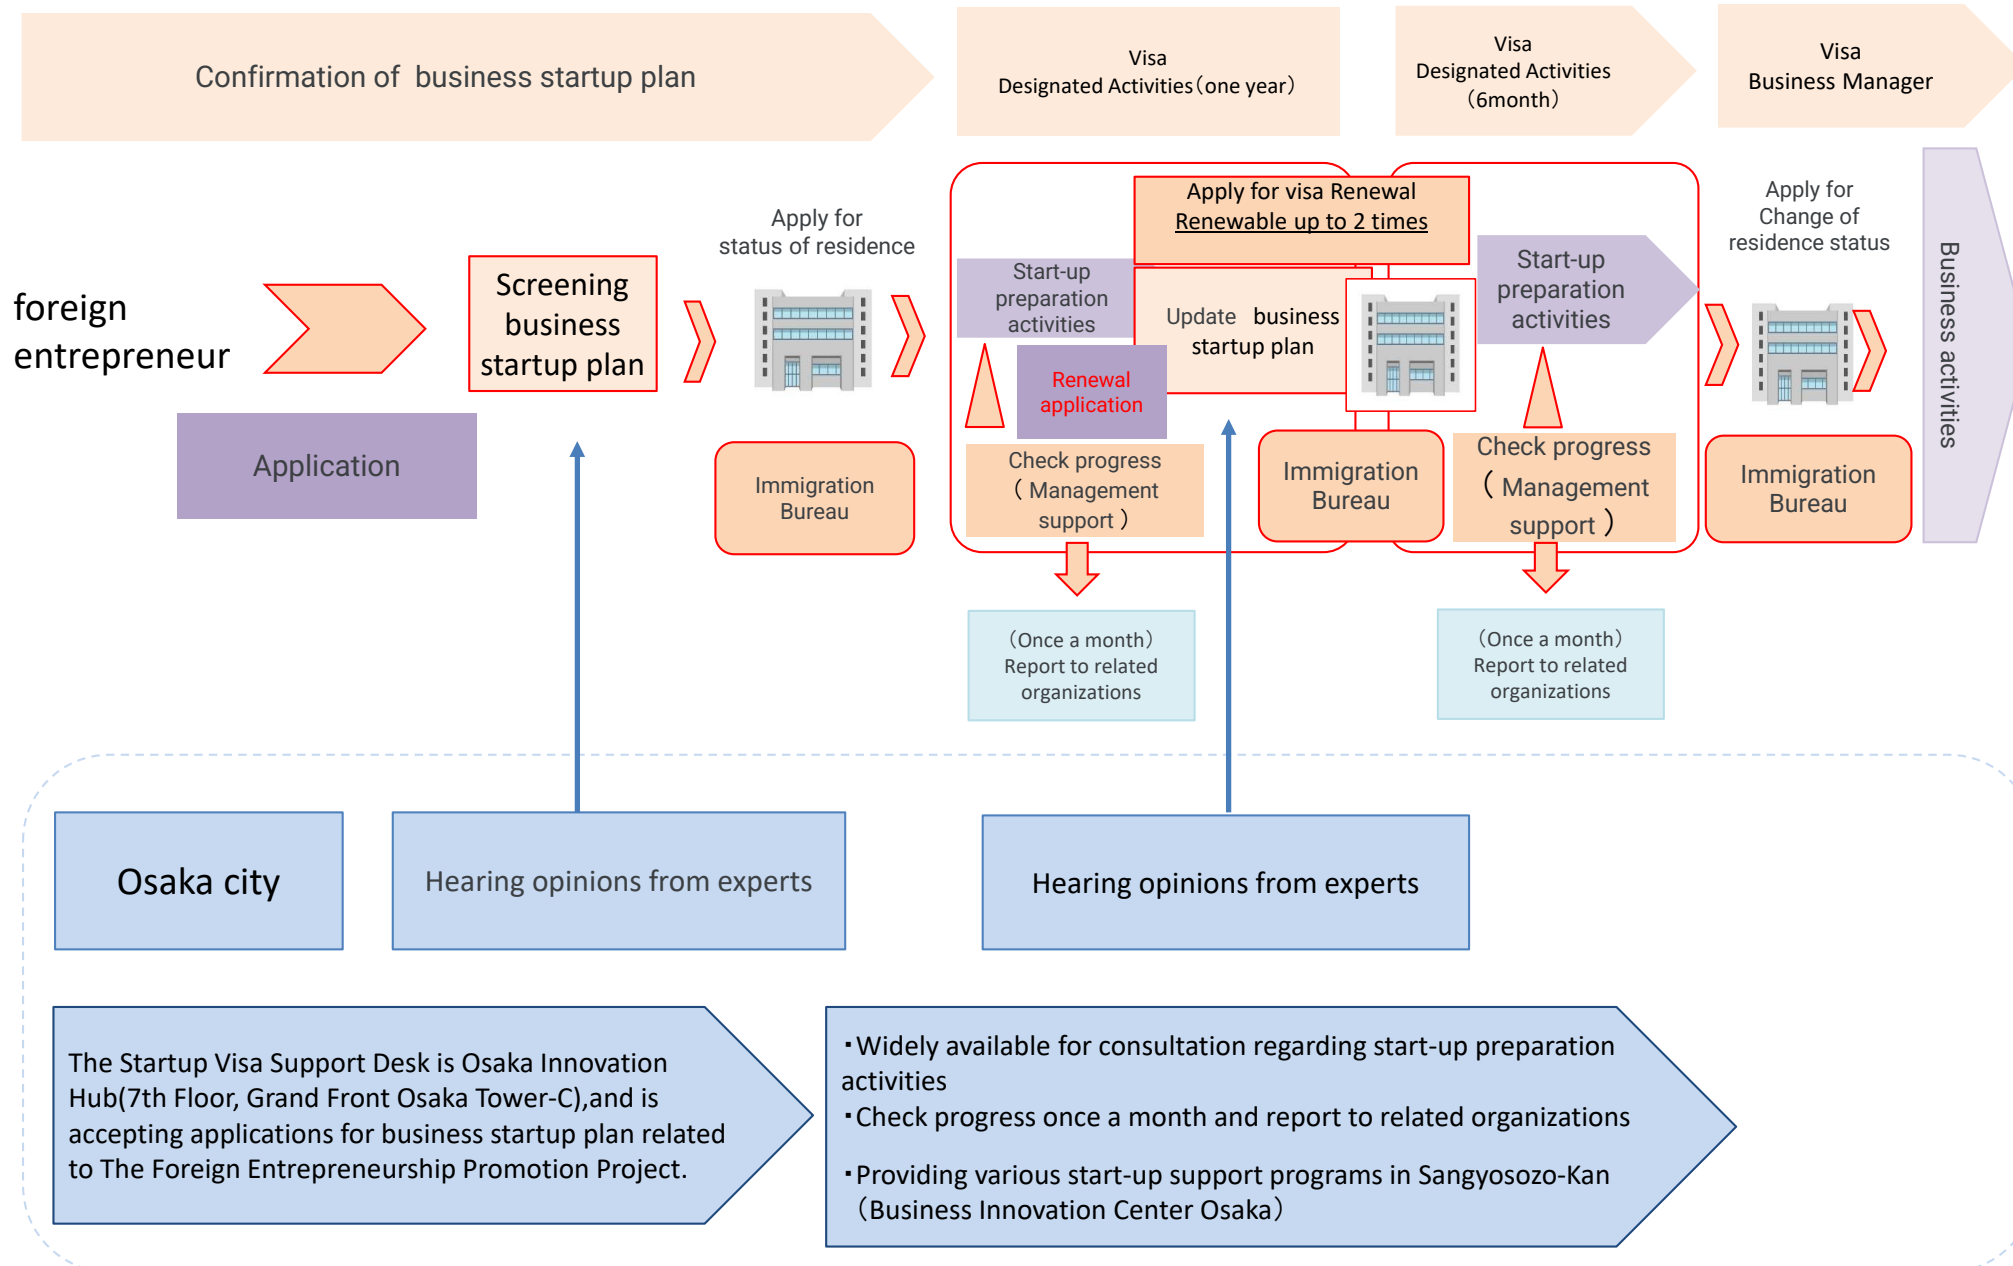 Confirmation of business startup plan
Visa
Designated Activities（one year）
Visa
Designated Activities
（6month）
Visa
Business Manager
foreign
entrepreneur
Application
Screening
business
startup plan
Apply for
status of residence
Immigration
Bureau
Start-up
preparation
activities
Renewal
application
Check progress
（ Management
support ）
（Once a month）
Report to related
organizations
Apply for visa Renewal
Renewable up to 2 times
Update business
startup plan
Immigration
Bureau
Start-up
preparation
activities
Check progress
（ Management
support ）
（Once a month）
Report to related
organizations
Apply for
Change of
residence status
Immigration
Bureau
Business activities
Osaka city
Hearing opinions from experts
Hearing opinions from experts
The Startup Visa Support Desk is Osaka Innovation
Hub(7th Floor, Grand Front Osaka Tower-C),and is
accepting applications for business startup plan related
to The Foreign Entrepreneurship Promotion Project.
・Widely available for consultation regarding start-up preparation
activities
・Check progress once a month and report to related organizations
・Providing various start-up support programs in Sangyosozo-Kan
（Business Innovation Center Osaka）